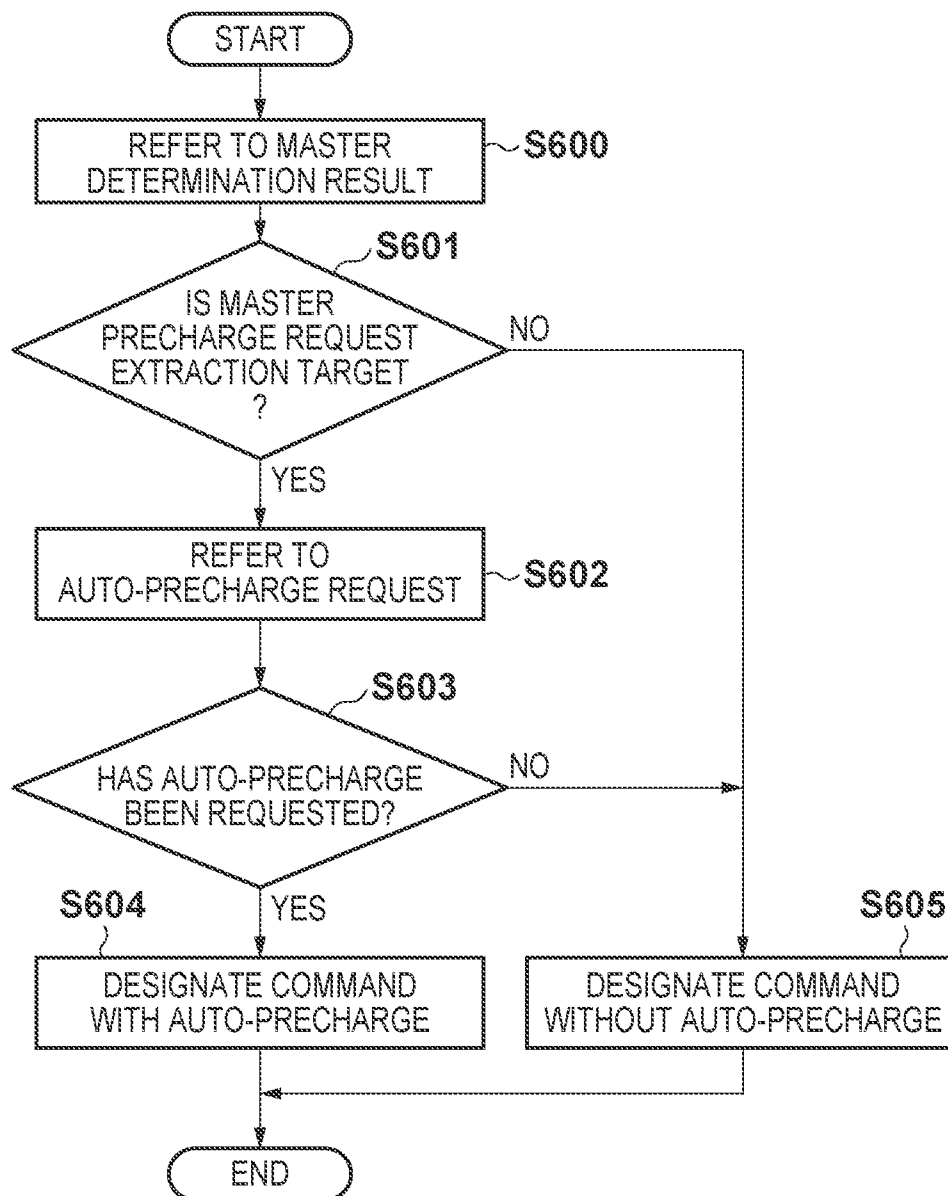 START
REFER TO MASTER
DETERMINATION RESULT
S600
S601
IS MASTER
PRECHARGE REQUEST
EXTRACTION TARGET
?
NO
YES
REFER TO
AUTO-PRECHARGE REQUEST
S602
S603
HAS AUTO-PRECHARGE
BEEN REQUESTED?
NO
YES
S604
DESIGNATE COMMAND
WITH AUTO-PRECHARGE
S605
DESIGNATE COMMAND
WITHOUT AUTO-PRECHARGE
END